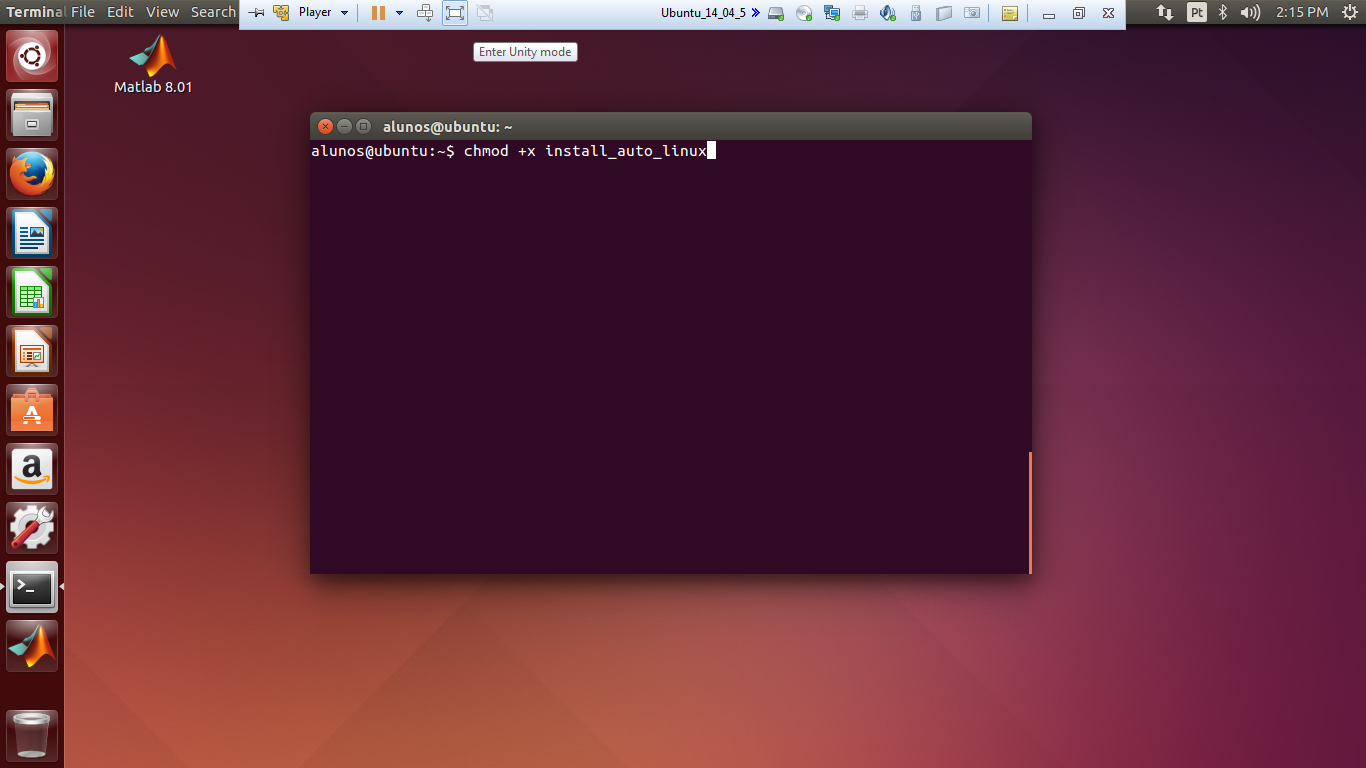 Terminal File Edit View Search
Player
Ubuntu_14_04_5
Pt
2:15 PM
Enter Unity mode
Matlab 8.01
alunos@ubuntu: ~
alunos@ubuntu:~$ chmod +x install_auto_linux